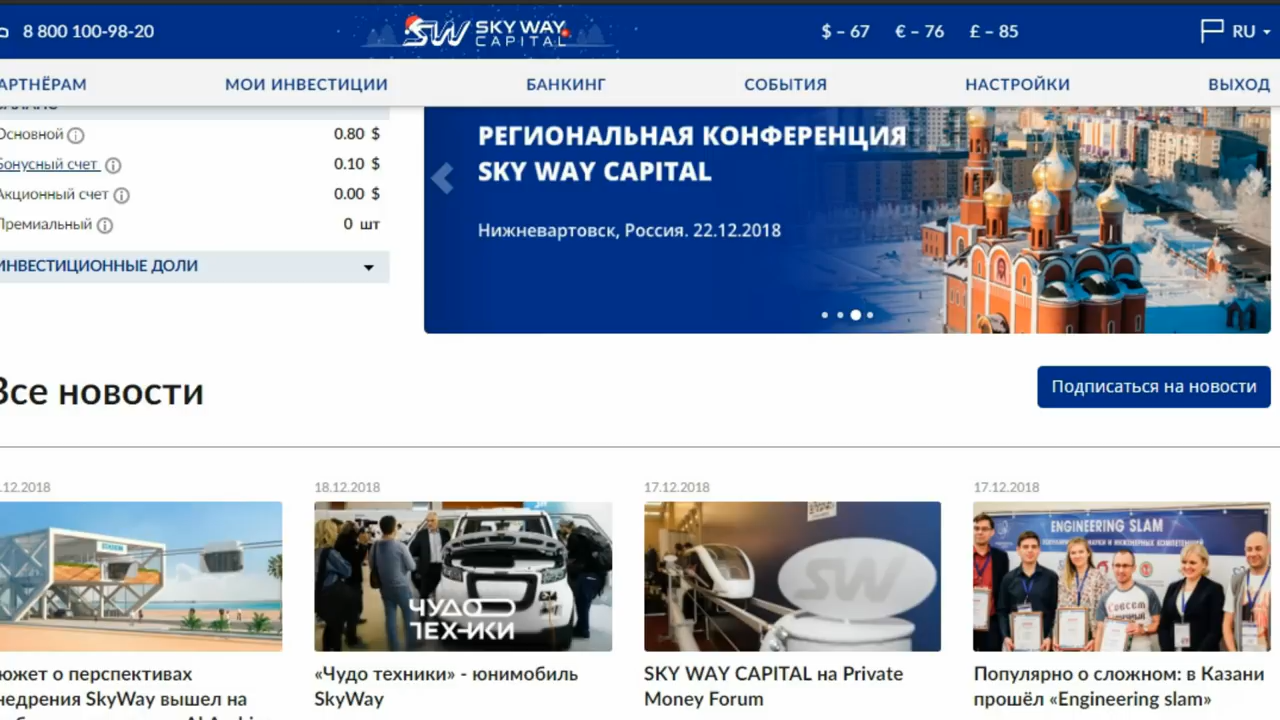 8 800 100-98-20
SW SKY WAY
CAPITAL
$ – 67 € – 76 £ – 85
RU
АРТНЁРАМ
МОИ ИНВЕСТИЦИИ
БАНКИНГ
СОБЫТИЯ
НАСТРОЙКИ
ВЫХОД
Основной 0.80 $
Бонусный счет 0.10 $
Акционный счет 0.00 $
Премиальный 0 шт
ИНВЕСТИЦИОННЫЕ ДОЛИ
РЕГИОНАЛЬНАЯ КОНФЕРЕНЦИЯ
SKY WAY CAPITAL
Нижневартовск, Россия. 22.12.2018
Все новости
Подписаться на новости
.12.2018
южет о перспективах
недрения SkyWay вышел на
18.12.2018
ЧУДО
ТЕХНИКИ
«Чудо техники» - юнимобиль
SkyWay
17.12.2018
SW
SKY WAY CAPITAL на Private
Money Forum
17.12.2018
ENGINEERING SLAM
Популярно о сложном: в Казани
прошёл «Engineering slam»